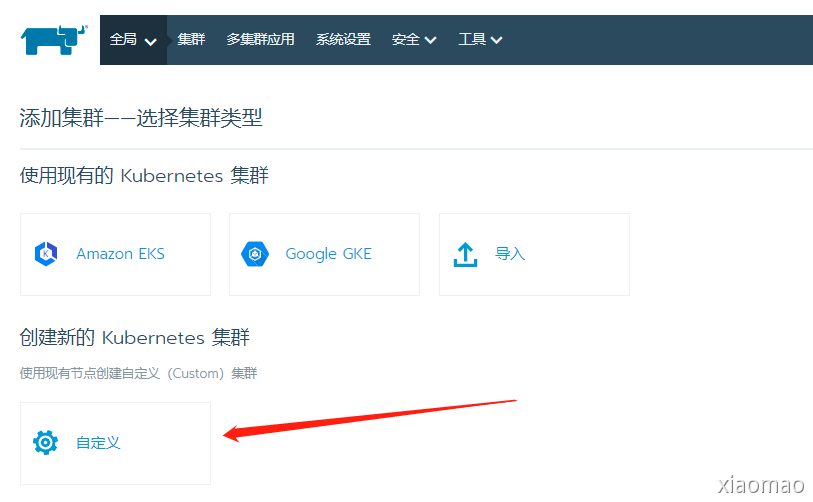 全局 集群 多集群应用 系统设置 安全 工具
添加集群——选择集群类型
使用现有的 Kubernetes 集群
Amazon EKS Google GKE 导入
创建新的 Kubernetes 集群
使用现有节点创建自定义（Custom）集群
自定义
xiaomao